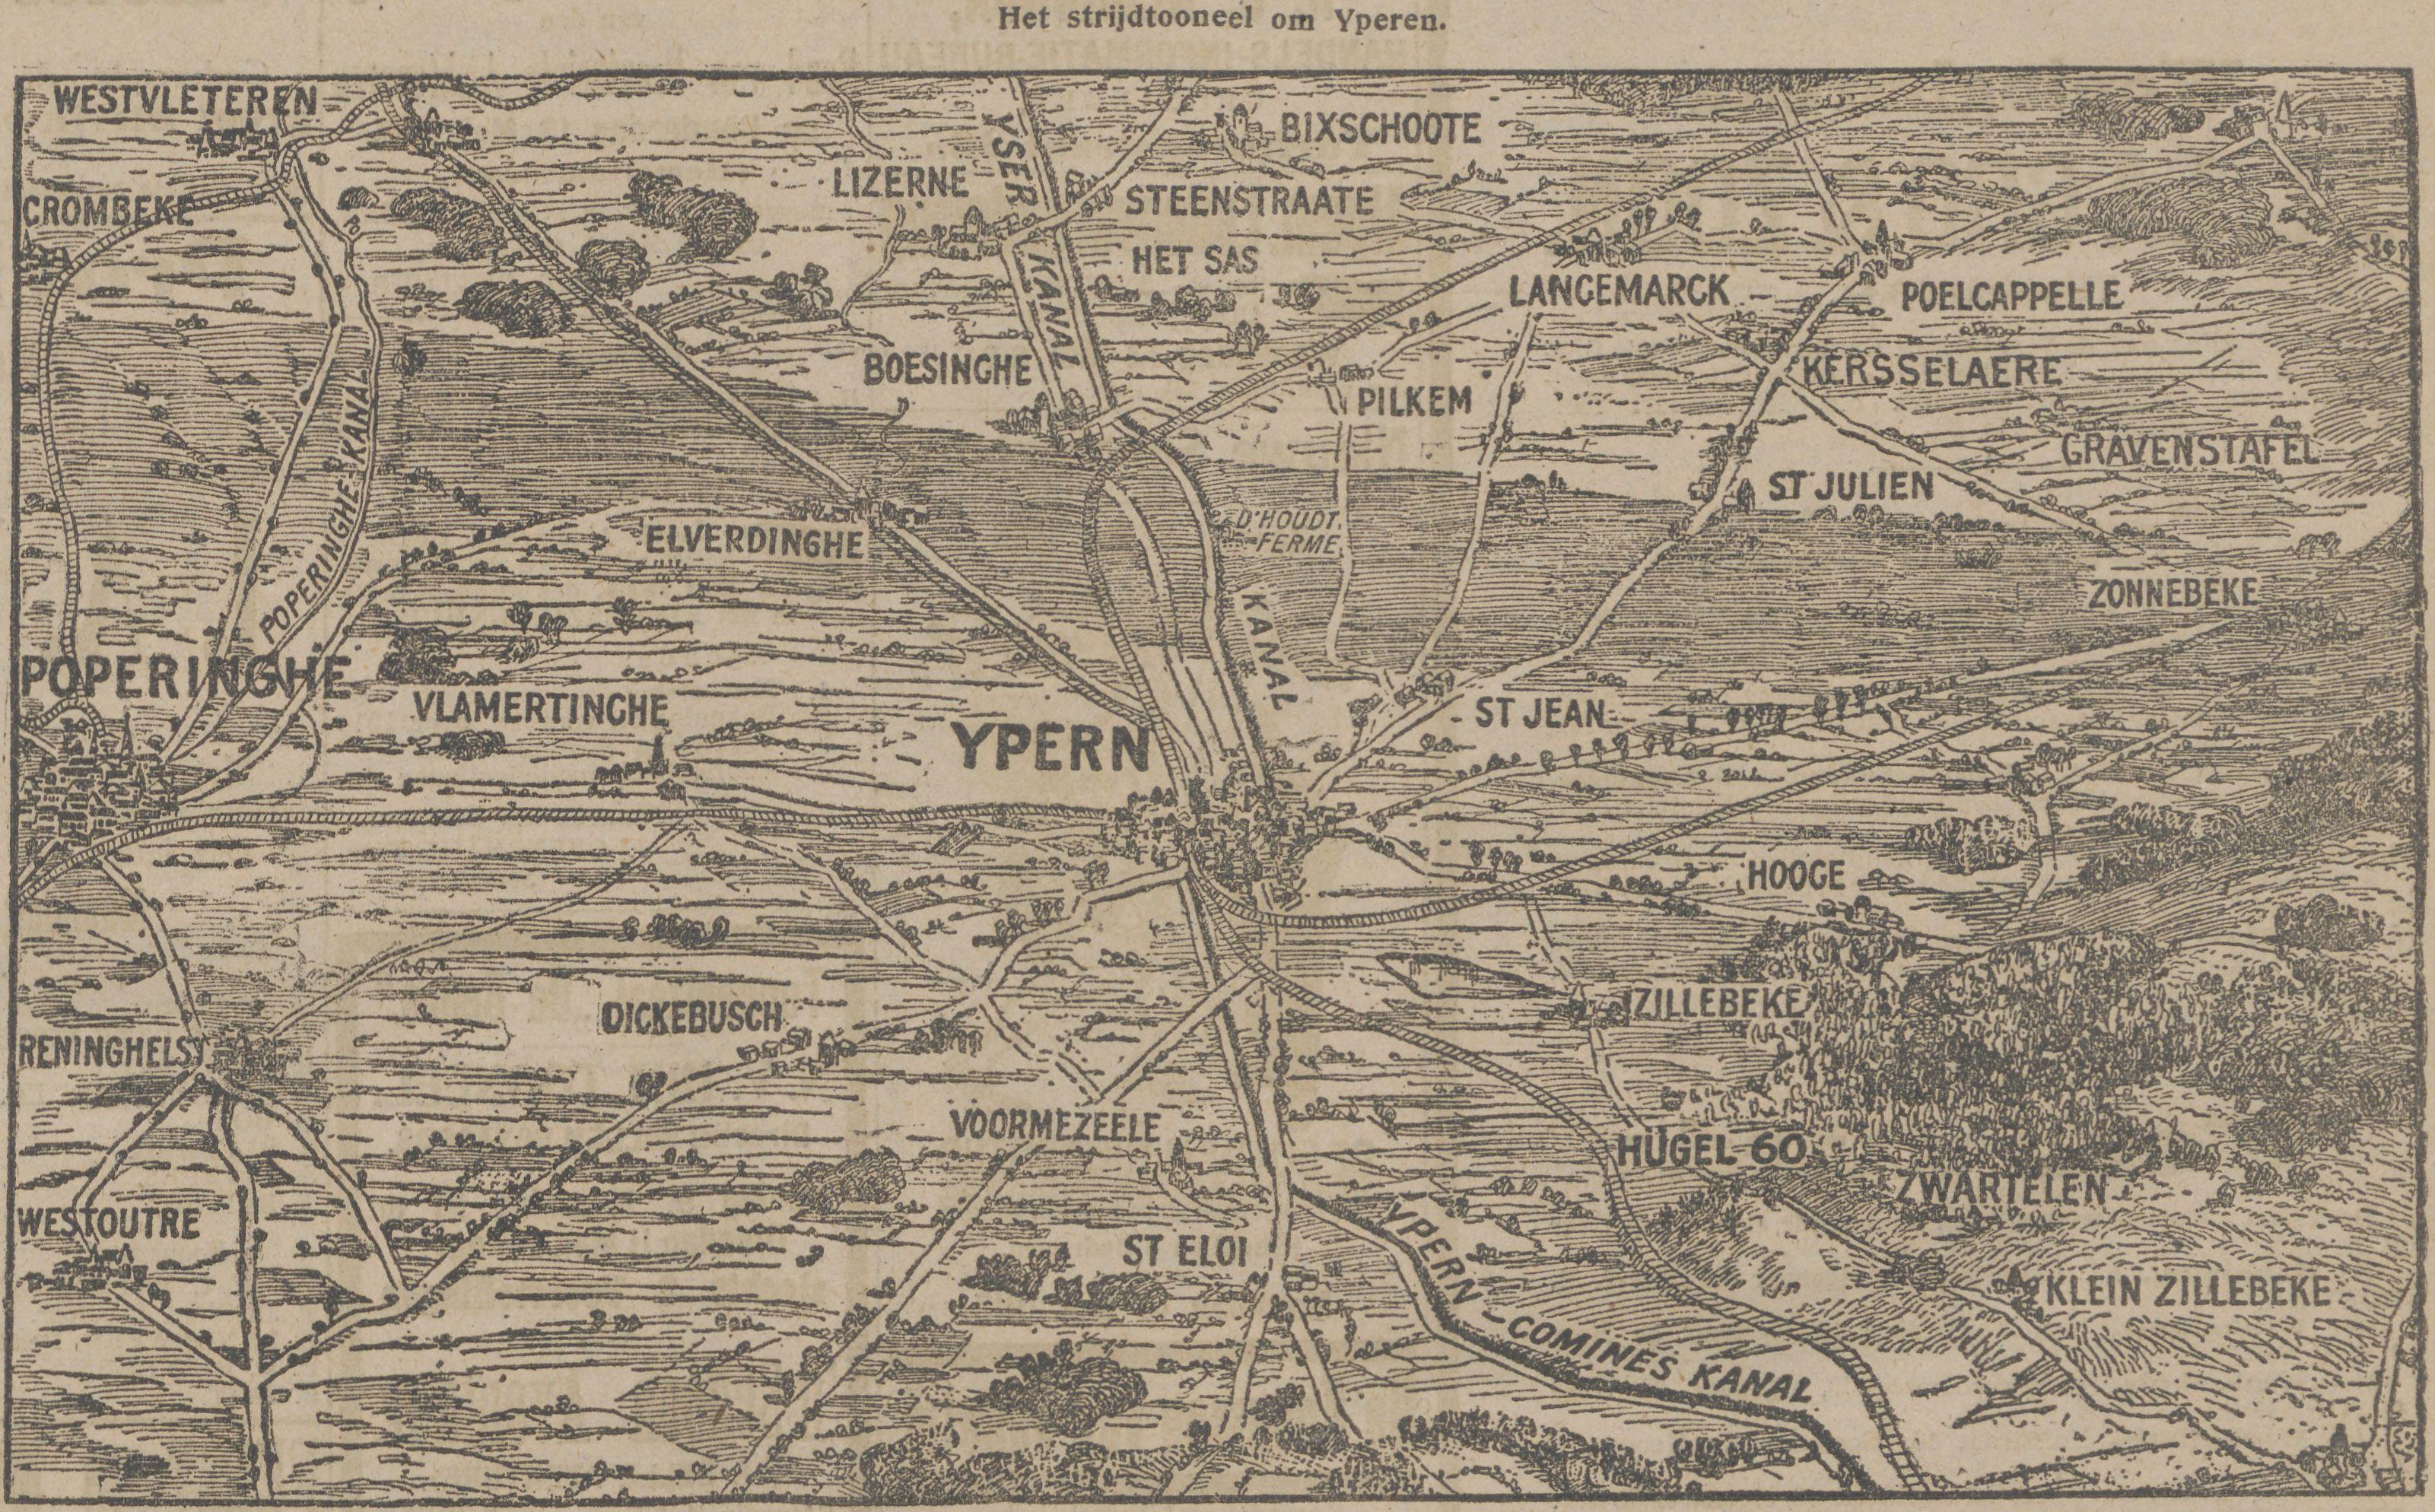 Het strijdtooneel om Yperen.
WESTVLETEREN
BIXSCHOOTE
YSER KANAL
LIZERNE
STEENSTRAATE
CROMBEKE
HET SAS
LANGEMARCK
POELCAPPELLE
BOESINGHE
KERSSELAERE
PILKEM
GRAVENSTAFEL
ST JULIEN
POPERINGHE KANAL
D'HOUDT
FERME
ELVERDINGHE
ZONNEBEKE
KANAL
POPERINGHE
VLAMERTINGHE
ST JEAN
YPERN
HOOGE
ZILLEBEKE
DICKEBUSCH
RENINGHELST
VOORMEZEELE
HÜGEL 60
ZWARTELEN
WESTOUTRE
ST ELOI
KLEIN ZILLEBEKE
YPERN-COMINES KANAL